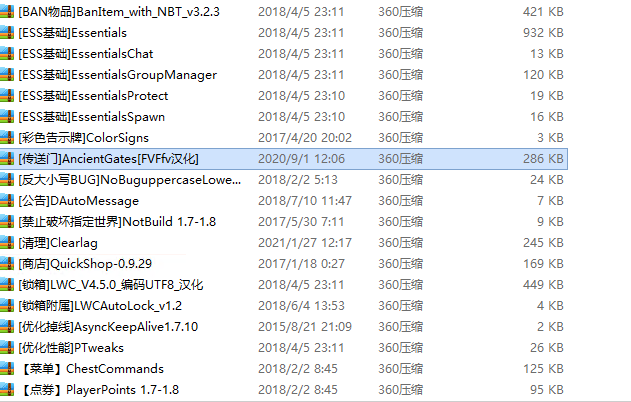 [BAN物品]BanItem_with_NBT_v3.2.3 2018/4/5 23:11 360压缩 421 KB
[ESS基础]Essentials 2018/4/5 23:11 360压缩 932 KB
[ESS基础]EssentialsChat 2018/4/5 23:11 360压缩 13 KB
[ESS基础]EssentialsGroupManager 2018/4/5 23:11 360压缩 120 KB
[ESS基础]EssentialsProtect 2018/4/5 23:10 360压缩 19 KB
[ESS基础]EssentialsSpawn 2018/4/5 23:10 360压缩 16 KB
[彩色告示牌]ColorSigns 2017/4/20 20:02 360压缩 3 KB
[传送门]AncientGates[FVFfv汉化] 2020/9/1 12:06 360压缩 286 KB
[反大小写BUG]NoBuguppercaseLowe... 2018/2/2 5:13 360压缩 24 KB
[公告]DAutoMessage 2018/7/10 11:47 360压缩 7 KB
[禁止破坏指定世界]NotBuild 1.7-1.8 2017/5/30 7:11 360压缩 9 KB
[清理]Clearlag 2021/1/27 12:17 360压缩 245 KB
[商店]QuickShop-0.9.29 2017/1/18 0:27 360压缩 169 KB
[锁箱]LWC_V4.5.0_编码UTF8_汉化 2018/4/5 23:11 360压缩 449 KB
[锁箱附属]LWCAutoLock_v1.2 2018/6/4 13:53 360压缩 4 KB
[优化掉线]AsyncKeepAlive1.7.10 2015/8/21 21:09 360压缩 2 KB
[优化性能]PTweaks 2018/4/5 23:11 360压缩 26 KB
【菜单】ChestCommands 2018/2/2 8:45 360压缩 125 KB
【点券】PlayerPoints 1.7-1.8 2018/2/2 8:45 360压缩 95 KB